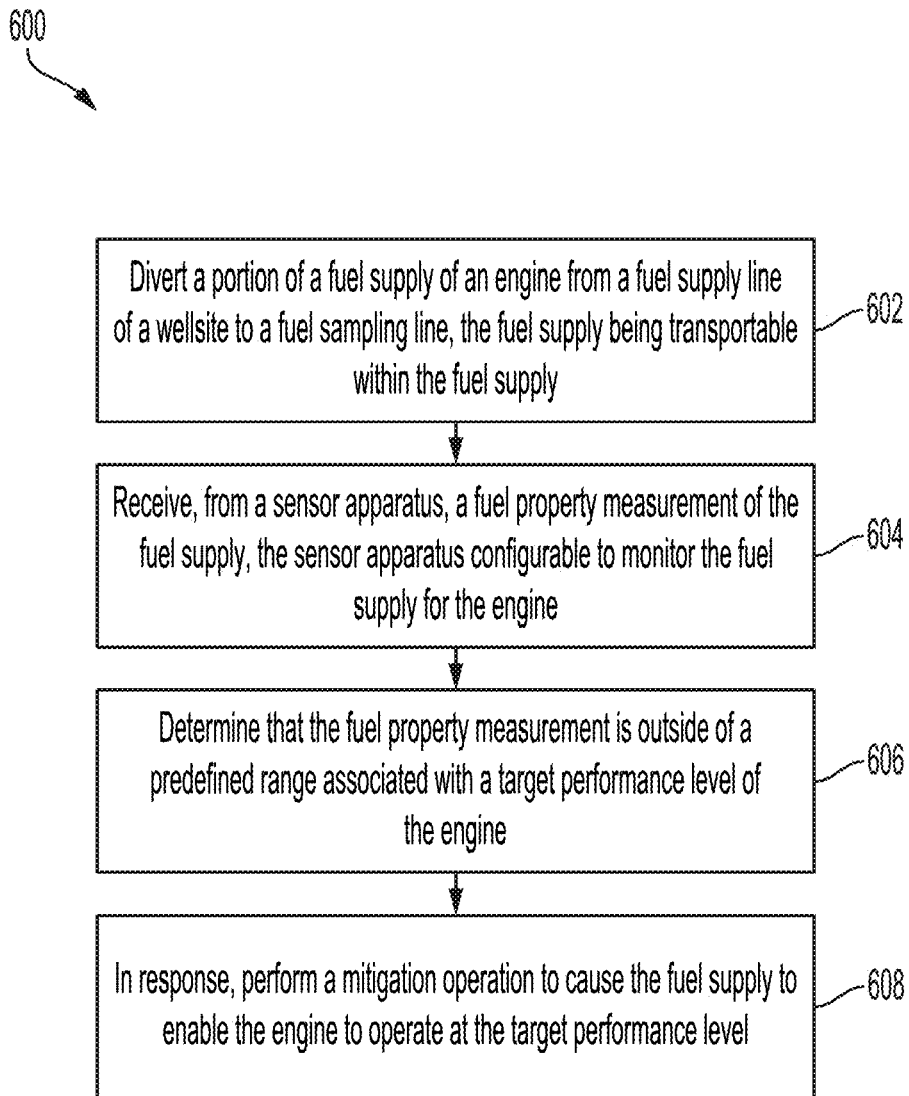 600
Divert a portion of a fuel supply of an engine from a fuel supply line
of a wellsite to a fuel sampling line, the fuel supply being transportable
within the fuel supply
602
Receive, from a sensor apparatus, a fuel property measurement of the
fuel supply, the sensor apparatus configurable to monitor the fuel
supply for the engine
604
Determine that the fuel property measurement is outside of a
predefined range associated with a target performance level of
the engine
606
In response, perform a mitigation operation to cause the fuel supply to
enable the engine to operate at the target performance level
608